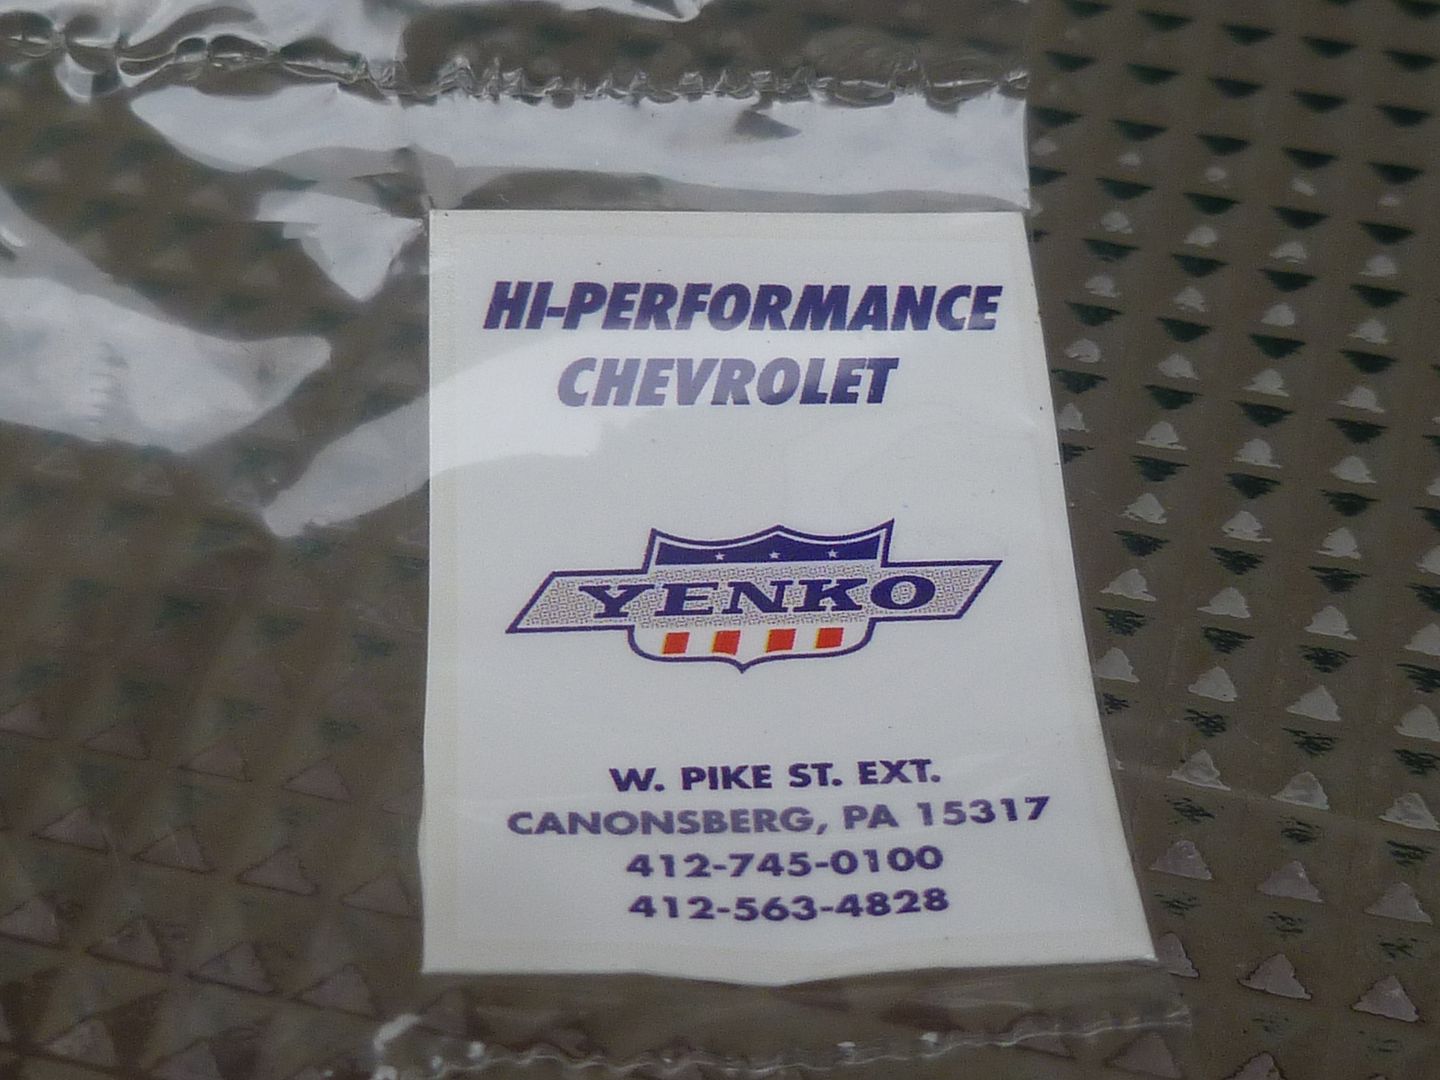 HI-PERFORMANCE
CHEVROLET
YENKO
W. PIKE ST. EXT.
CANONSBERG, PA 15317
412-745-0100
412-563-4828